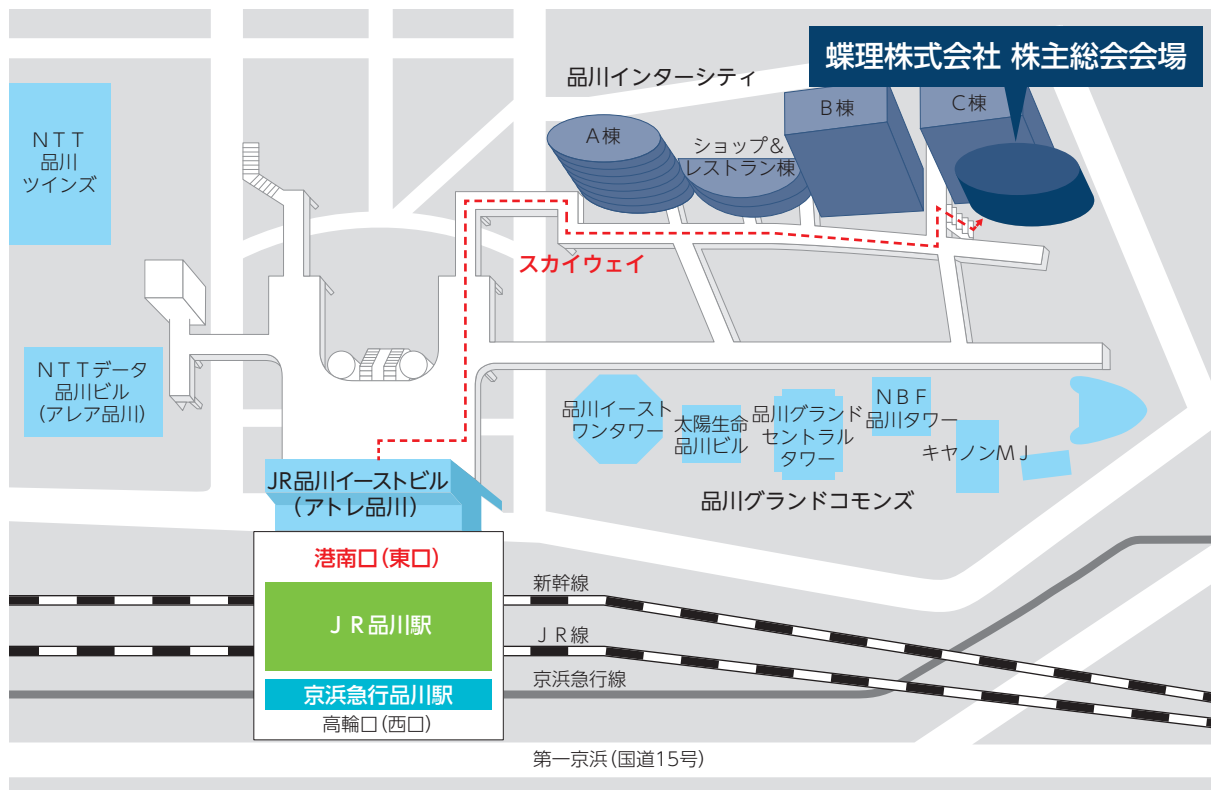 蝶理株式会社 株主総会会場
品川インターシティ
A棟
ショップ&
レストラン棟
B棟
C棟
NTT
品川
ツインズ
スカイウェイ
NTTデータ
品川ビル
(アレア品川)
品川イースト
ワンタワー
太陽生命
品川ビル
品川グランド
セントラル
タワー
NBF
品川タワー
キヤノンMJ
品川グランドコモンズ
JR品川イーストビル
(アトレ品川)
港南口(東口)
JR品川駅
京浜急行品川駅
高輪口(西口)
新幹線
JR線
京浜急行線
第一京浜(国道15号)